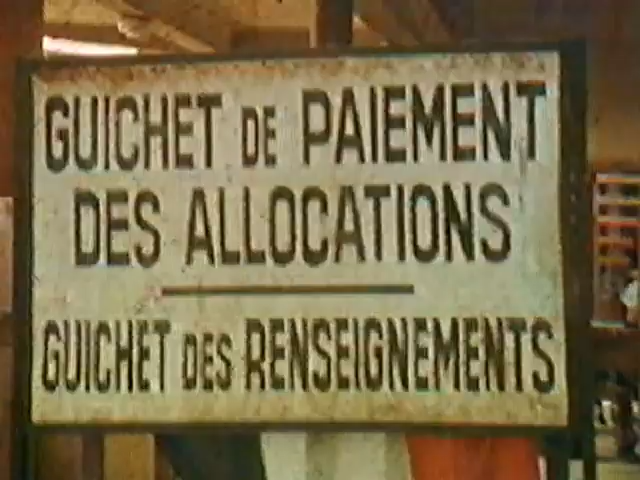 GUICHET DE PAIEMENT
DES ALLOCATIONS
GUICHET DES RENSEIGNEMENTS